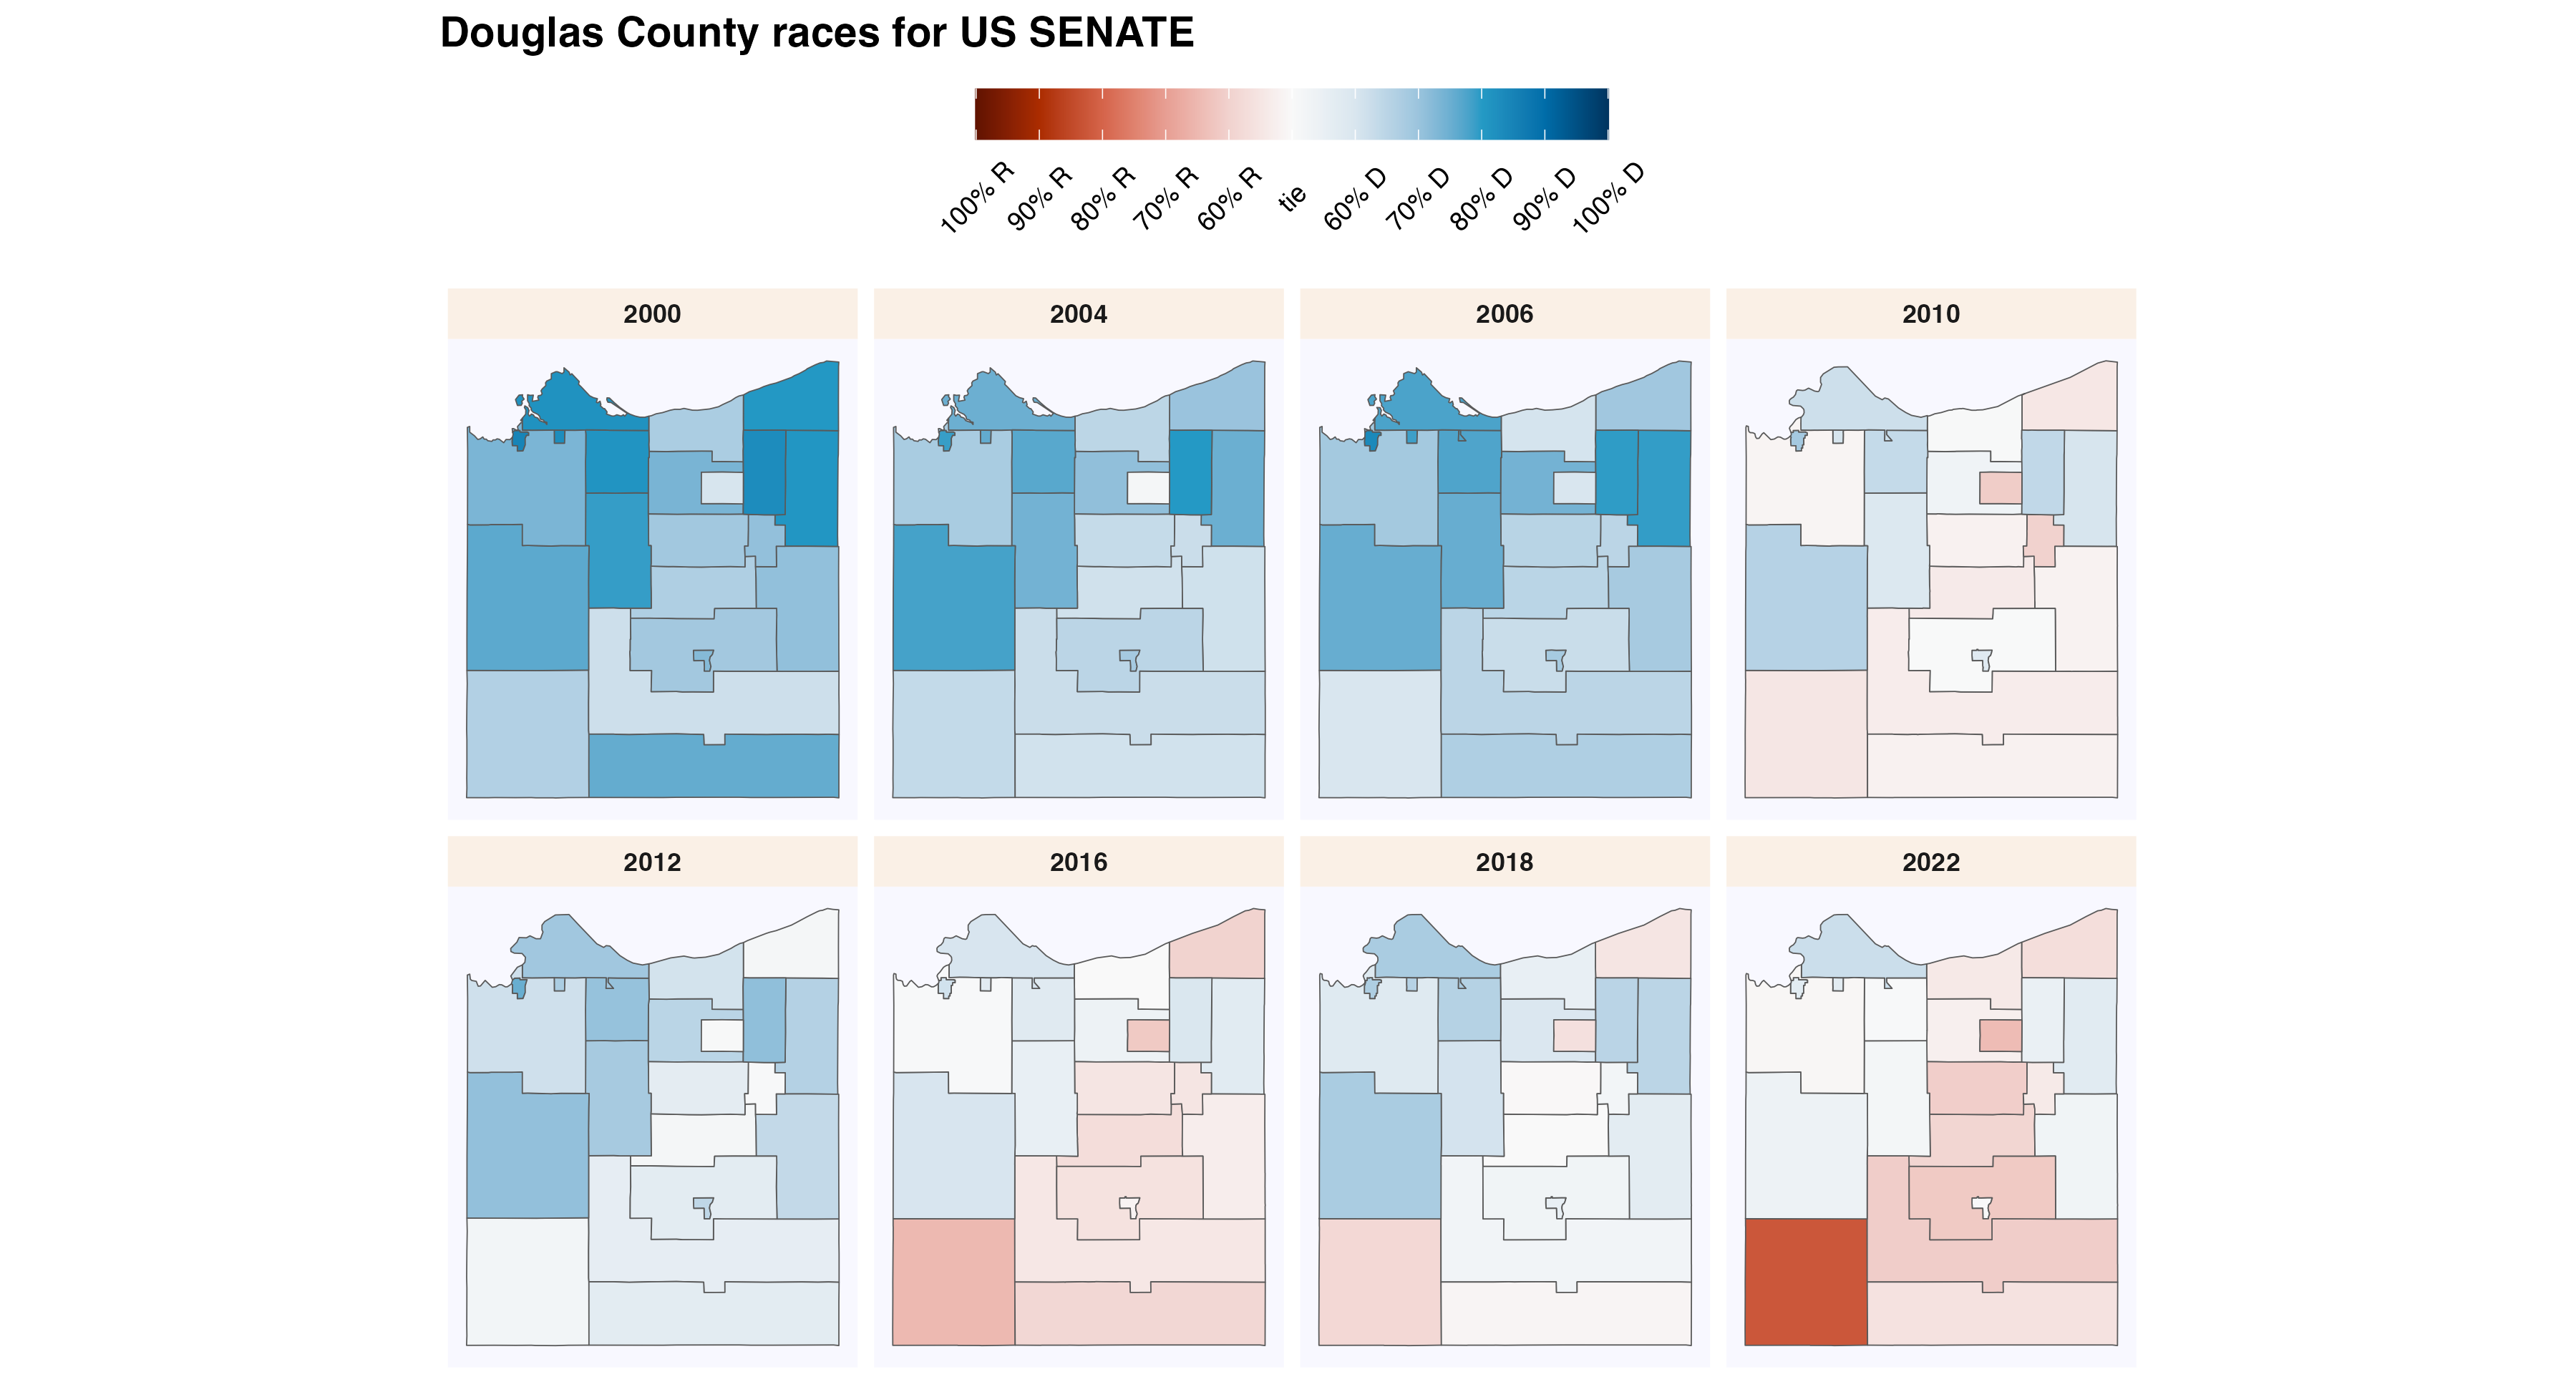 Douglas County races for US SENATE
100% R 90% R 80% R 70% R 60% R tie 60% D 70% D 80% D 90% D 100% D
2000 2004 2006 2010
2012 2016 2018 2022